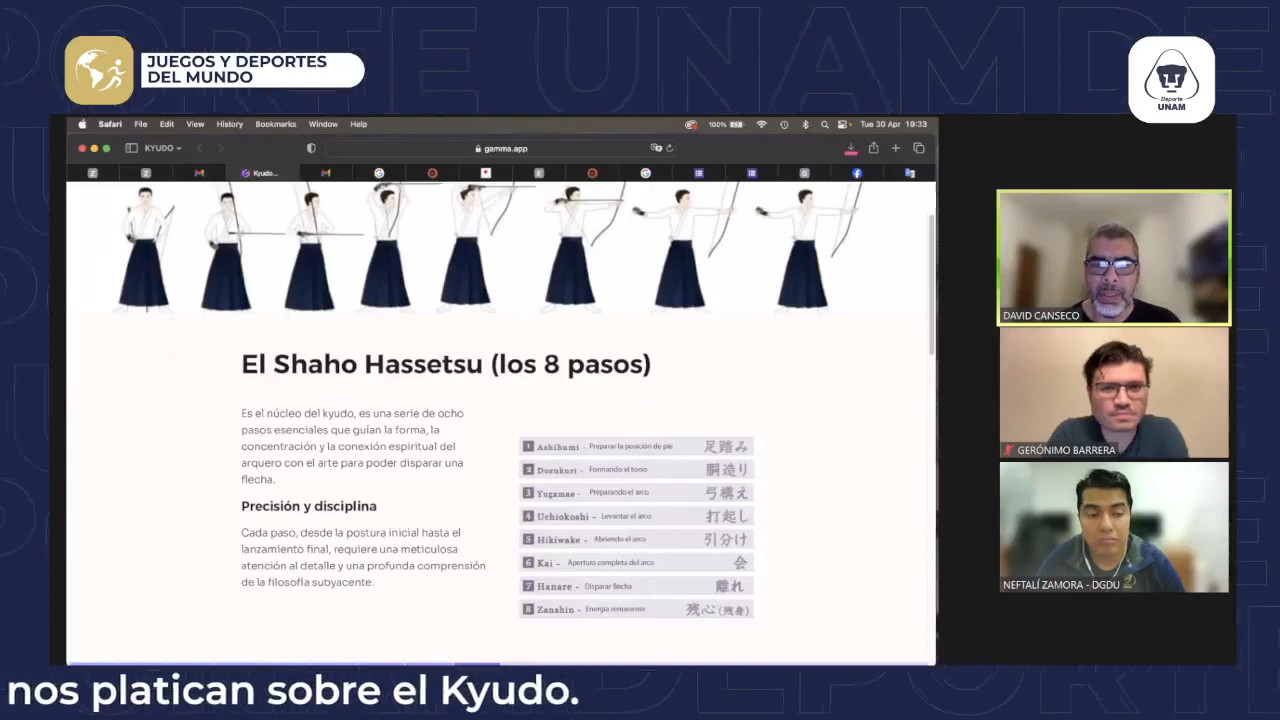 JUEGOS Y DEPORTES
DEL MUNDO
Deporte
UNAM
Safari File Edit View History Bookmarks Window Help
100% Tue 30 Apr 19:33
KYUDO
gamma.app
Kyudo...
El Shaho Hassetsu (los 8 pasos)
Es el núcleo del kyudo, es una serie de ocho
pasos esenciales que guían la forma, la
concentración y la conexión espiritual del
arquero con el arte para poder disparar una
flecha.
Precisión y disciplina
Cada paso, desde la postura inicial hasta el
lanzamiento final, requiere una meticulosa
atención al detalle y una profunda comprensión
de la filosofía subyacente.
1 Ashibumi - Preparar la posición de pie 足踏み
2 Dozukuri - Formando el torso 胴造り
3 Yugamae - Preparando el arco 弓構え
4 Uchiokoshi - Levantar el arco 打起し
5 Hikiwake - Abriendo el arco 引分け
6 Kai - Apertura completa del arco 会
7 Hanare - Disparar flecha 離れ
8 Zanshin - Energía remanente 残心(残身)
DAVID CANSECO
GERÓNIMO BARRERA
NEFTALÍ ZAMORA - DGDU
nos platican sobre el Kyudo.